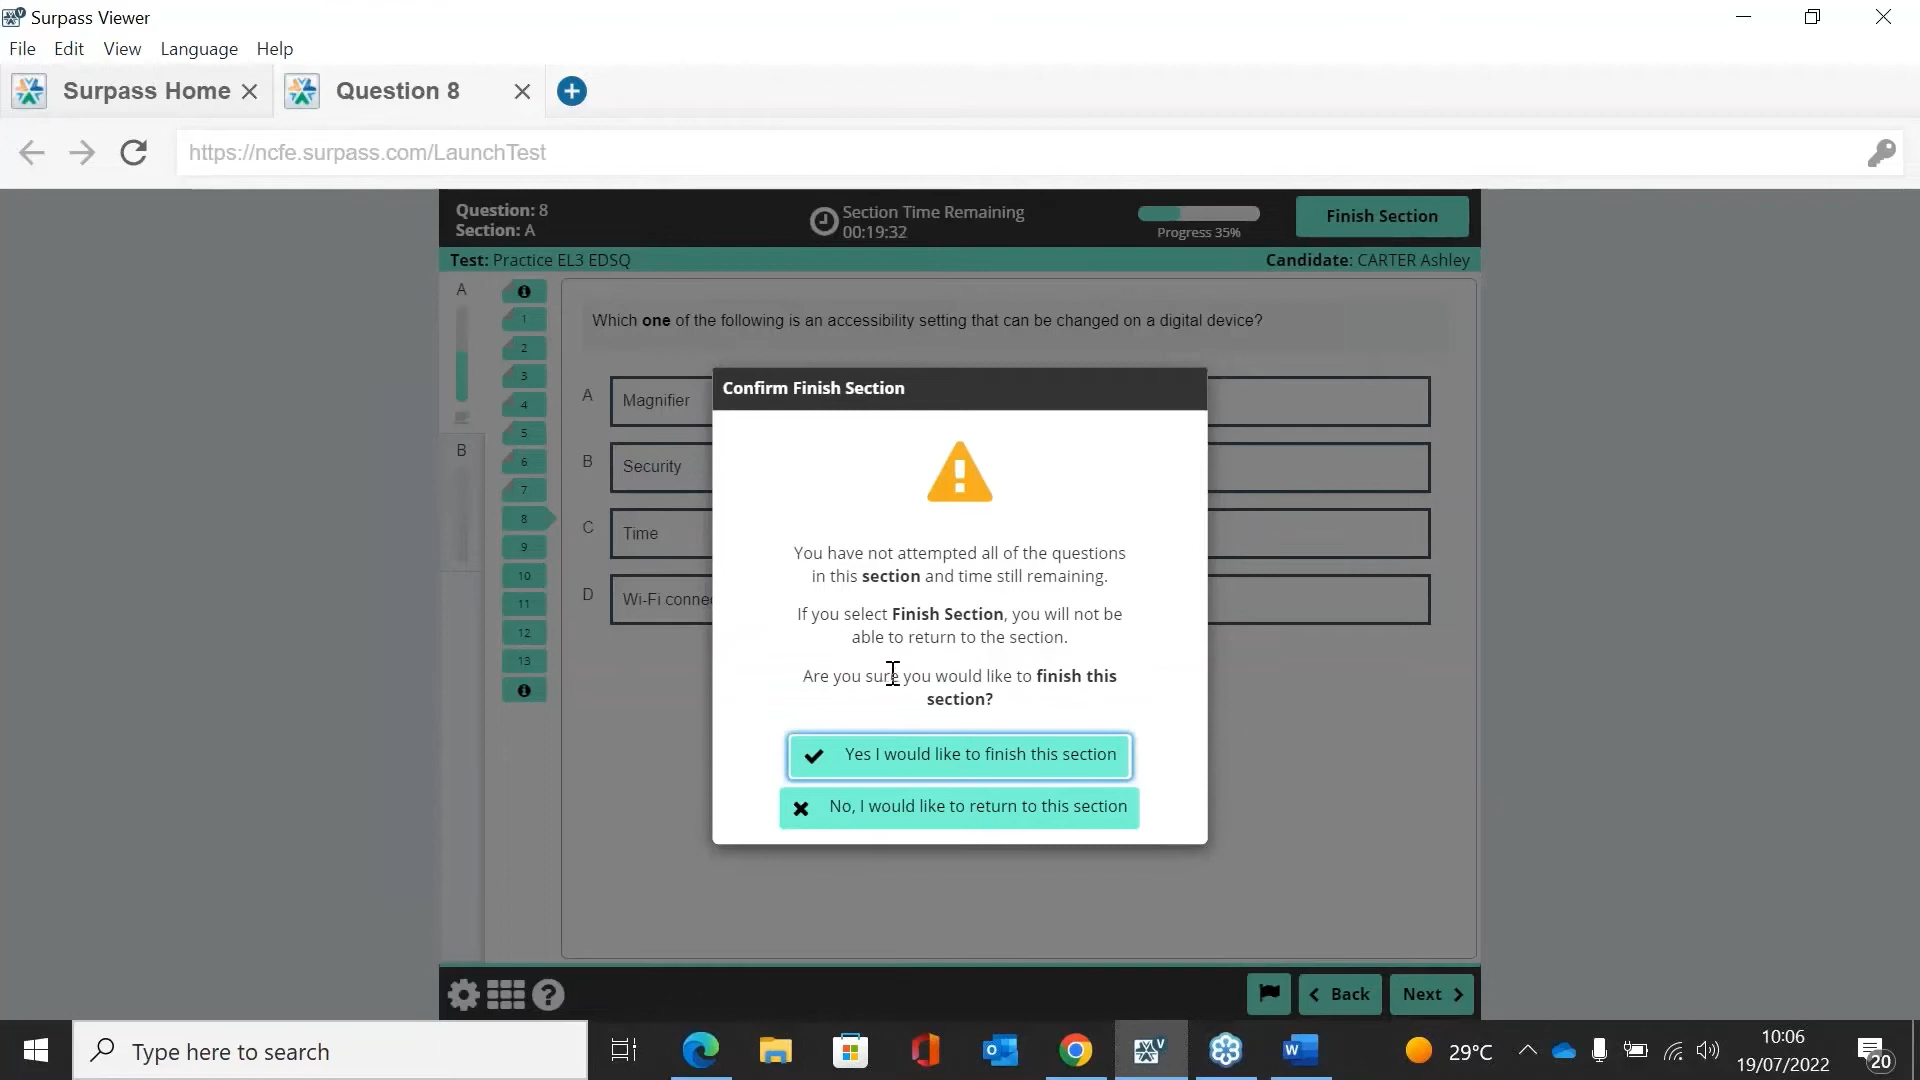 Surpass Viewer
File Edit View Language Help
Surpass Home
Question 8
https://ncfe.surpass.com/LaunchTest
Question: 8
Section: A
Section Time Remaining
00:19:32
Progress 35%
Finish Section
Test: Practice EL3 EDSQ
Candidate: CARTER Ashley
A
B
1
2
3
4
5
6
7
8
9
10
11
12
13
Which one of the following is an accessibility setting that can be changed on a digital device?
A Magnifier
B Security
C Time
D Wi-Fi conne
Confirm Finish Section
You have not attempted all of the questions
in this section and time still remaining.
If you select Finish Section, you will not be
able to return to the section.
Are you sure you would like to finish this
section?
Yes I would like to finish this section
No, I would like to return to this section
Back
Next
Type here to search
29°C
10:06
19/07/2022
20